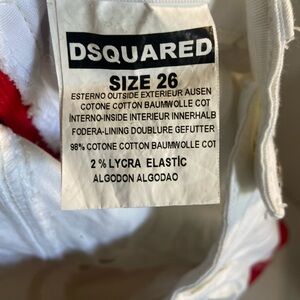 DSQUARED
SIZE 26
ESTERNO OUTSIDE EXTERIEUR AUSEN
COTONE COTTON BAUMWOLLE COT
INTERNO-INSIDE INTERIEUR INNERHALB
FODERA-LINING DOUBLURE GEFUTTER
98% COTONE COTTON BAUMWOLLE COT
2 % LYCRA ELASTİC
ALGODON ALGODAO